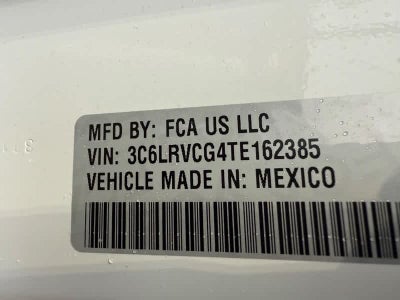 MFD BY: FCA US LLC
VIN: 3C6LRVCG4TE162385
VEHICLE MADE IN: MEXICO